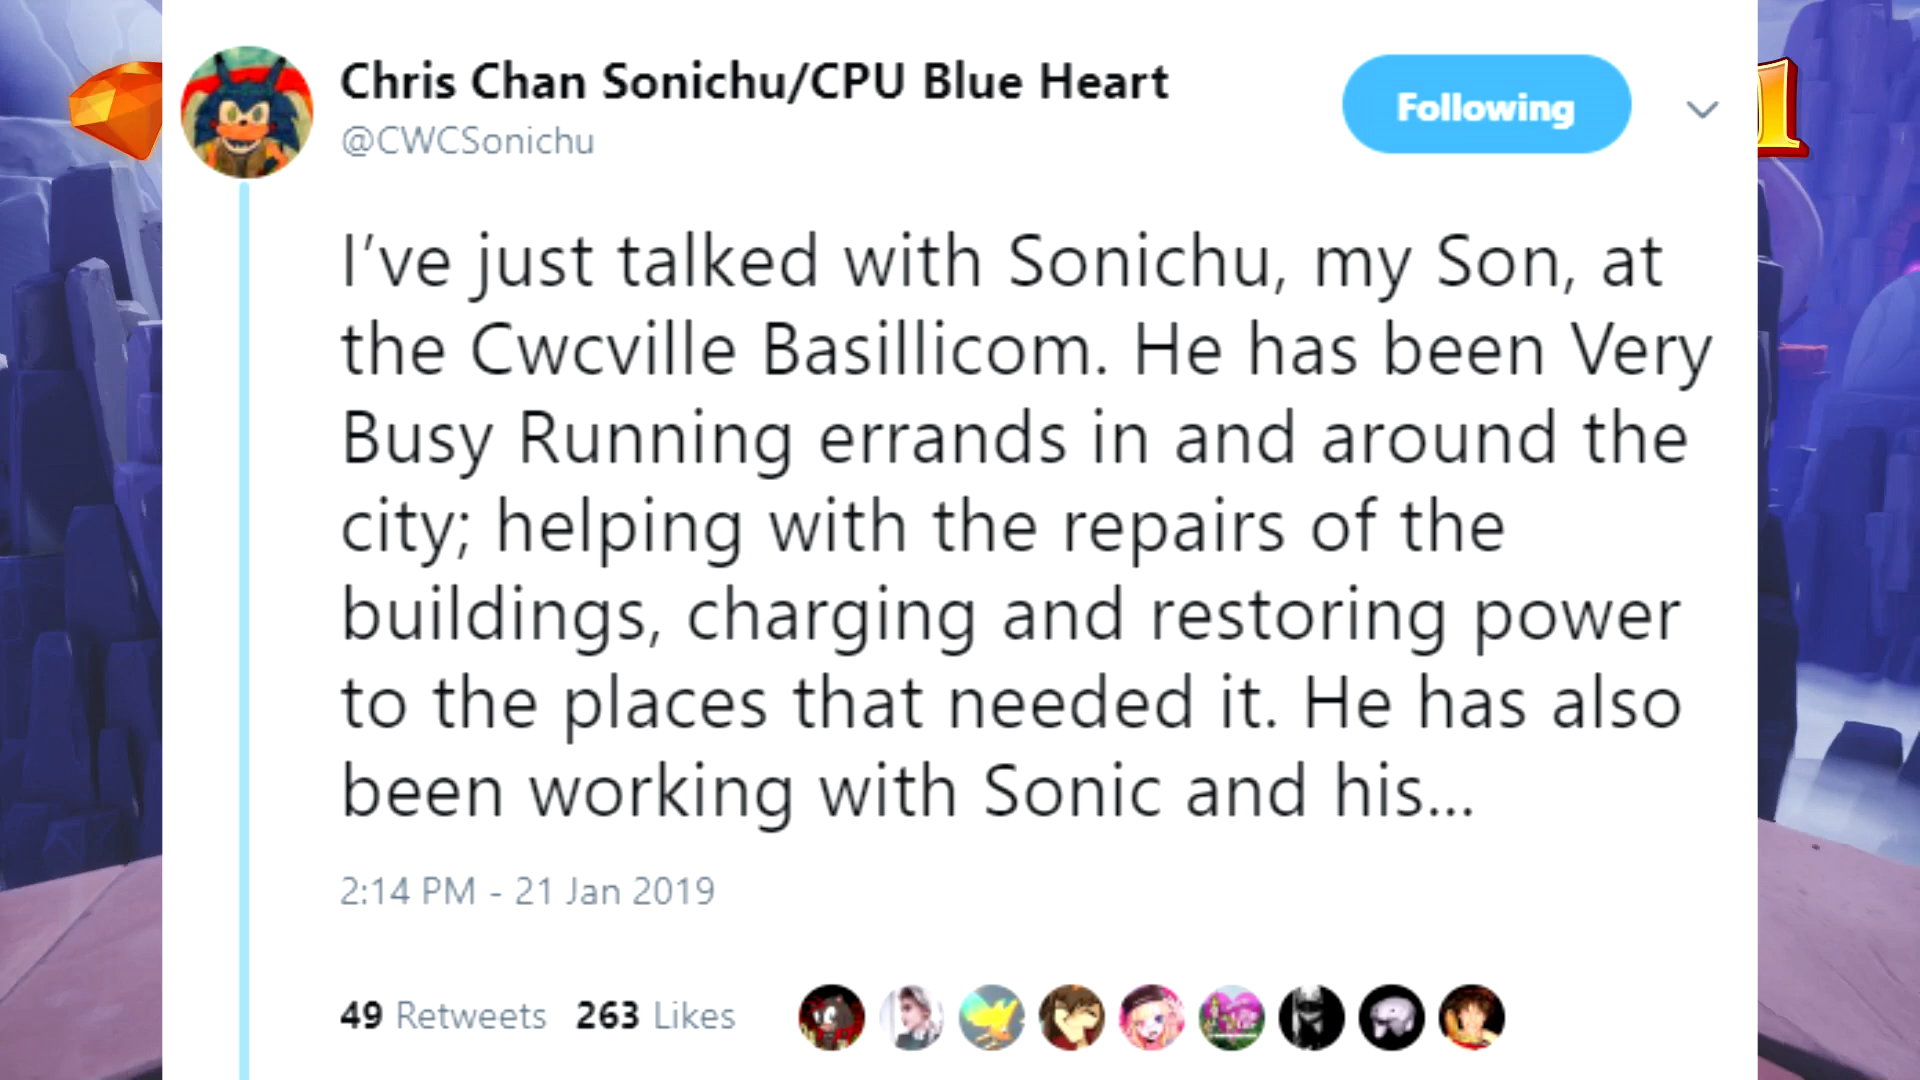 Chris Chan Sonichu/CPU Blue Heart
@CWCSonichu
Following
I've just talked with Sonichu, my Son, at
the Cwcville Basillicom. He has been Very
Busy Running errands in and around the
city; helping with the repairs of the
buildings, charging and restoring power
to the places that needed it. He has also
been working with Sonic and his...
2:14 PM - 21 Jan 2019
49 Retweets 263 Likes